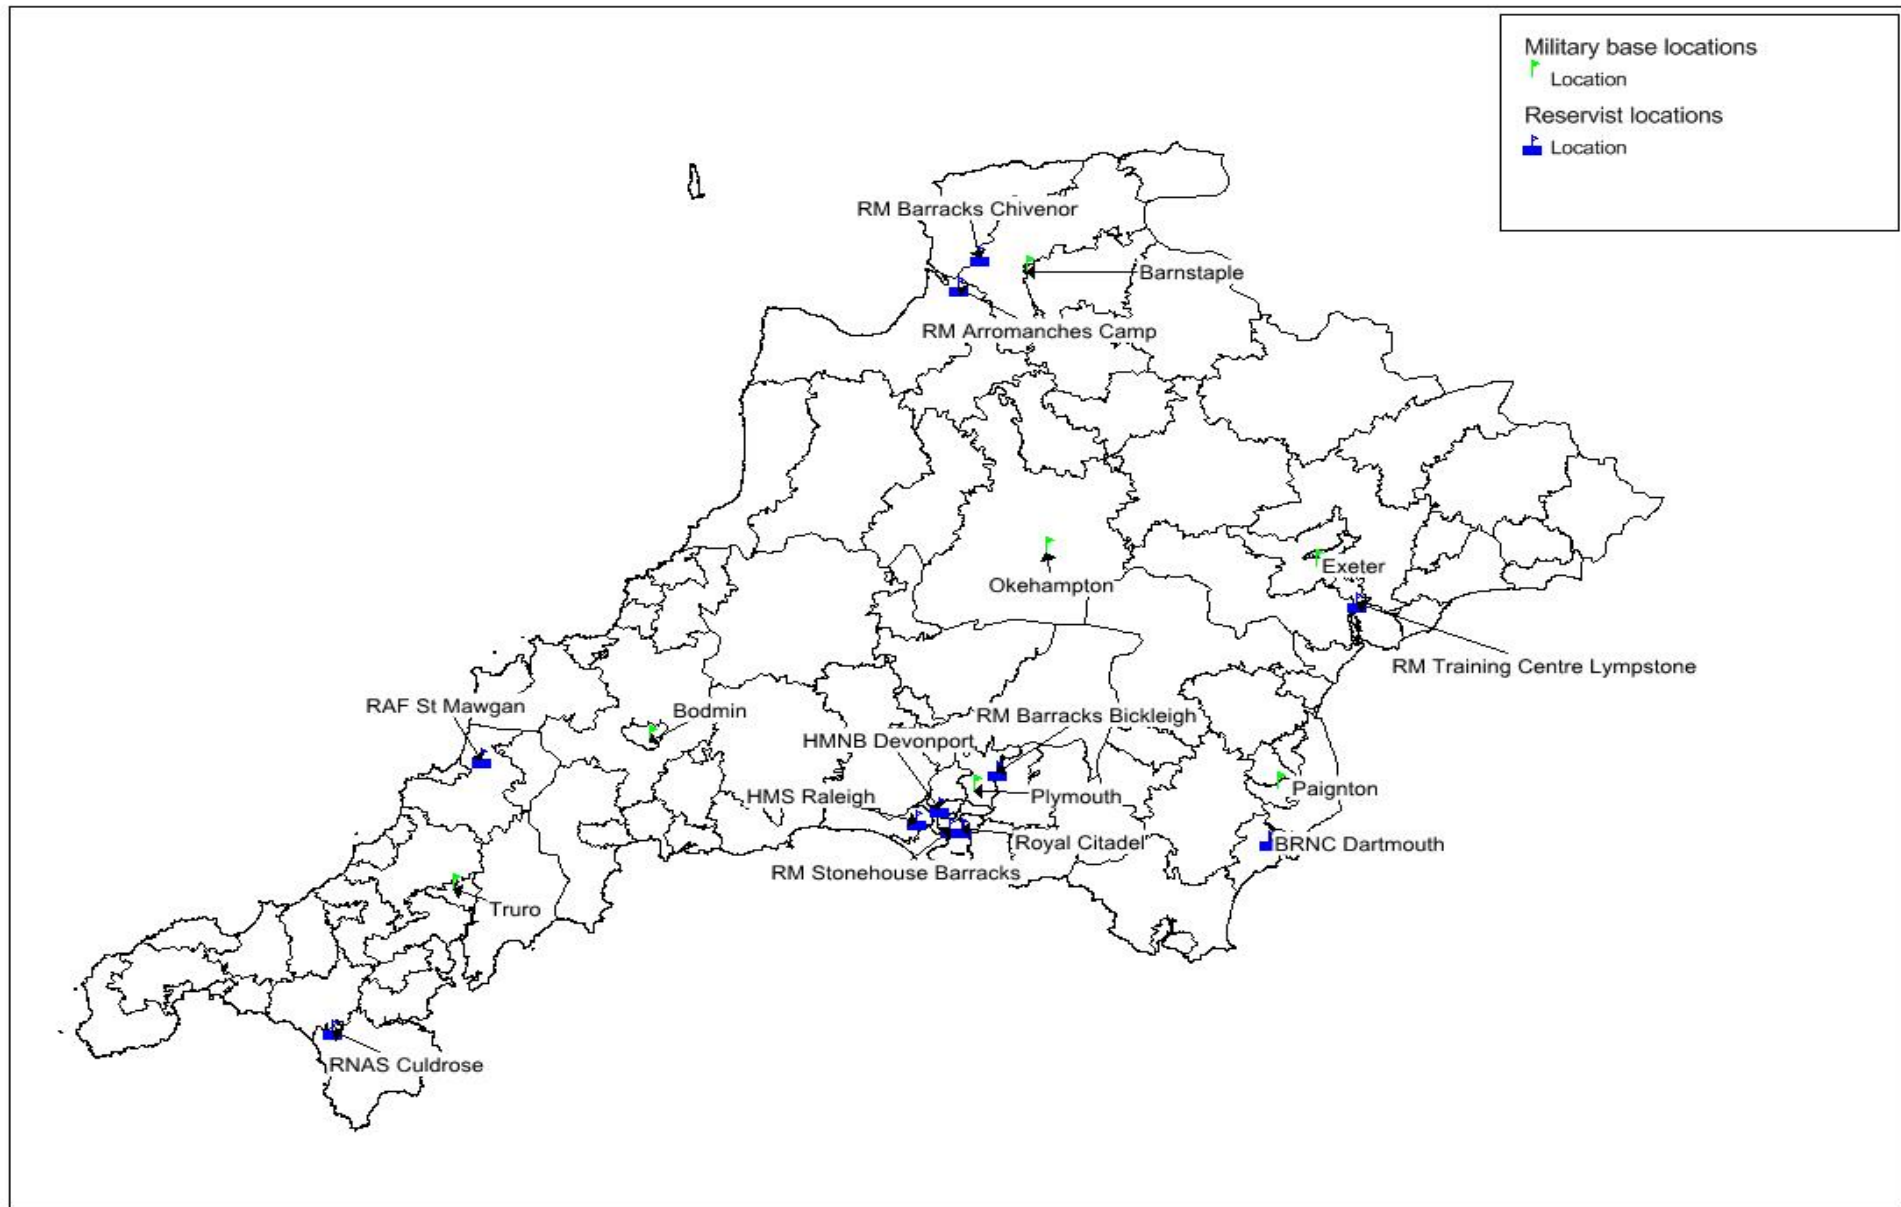 Military base locations
Location
Reservist locations
Location
RM Barracks Chivenor
Barnstaple
RM Arromanches Camp
Exeter
Okehampton
RM Training Centre Lympstone
RAF St Mawgan
Bodmin
RM Barracks Bickleigh
HMNB Devonport
Paignton
HMS Raleigh
Plymouth
Royal Citadel
BRNC Dartmouth
RM Stonehouse Barracks
Truro
RNAS Culdrose